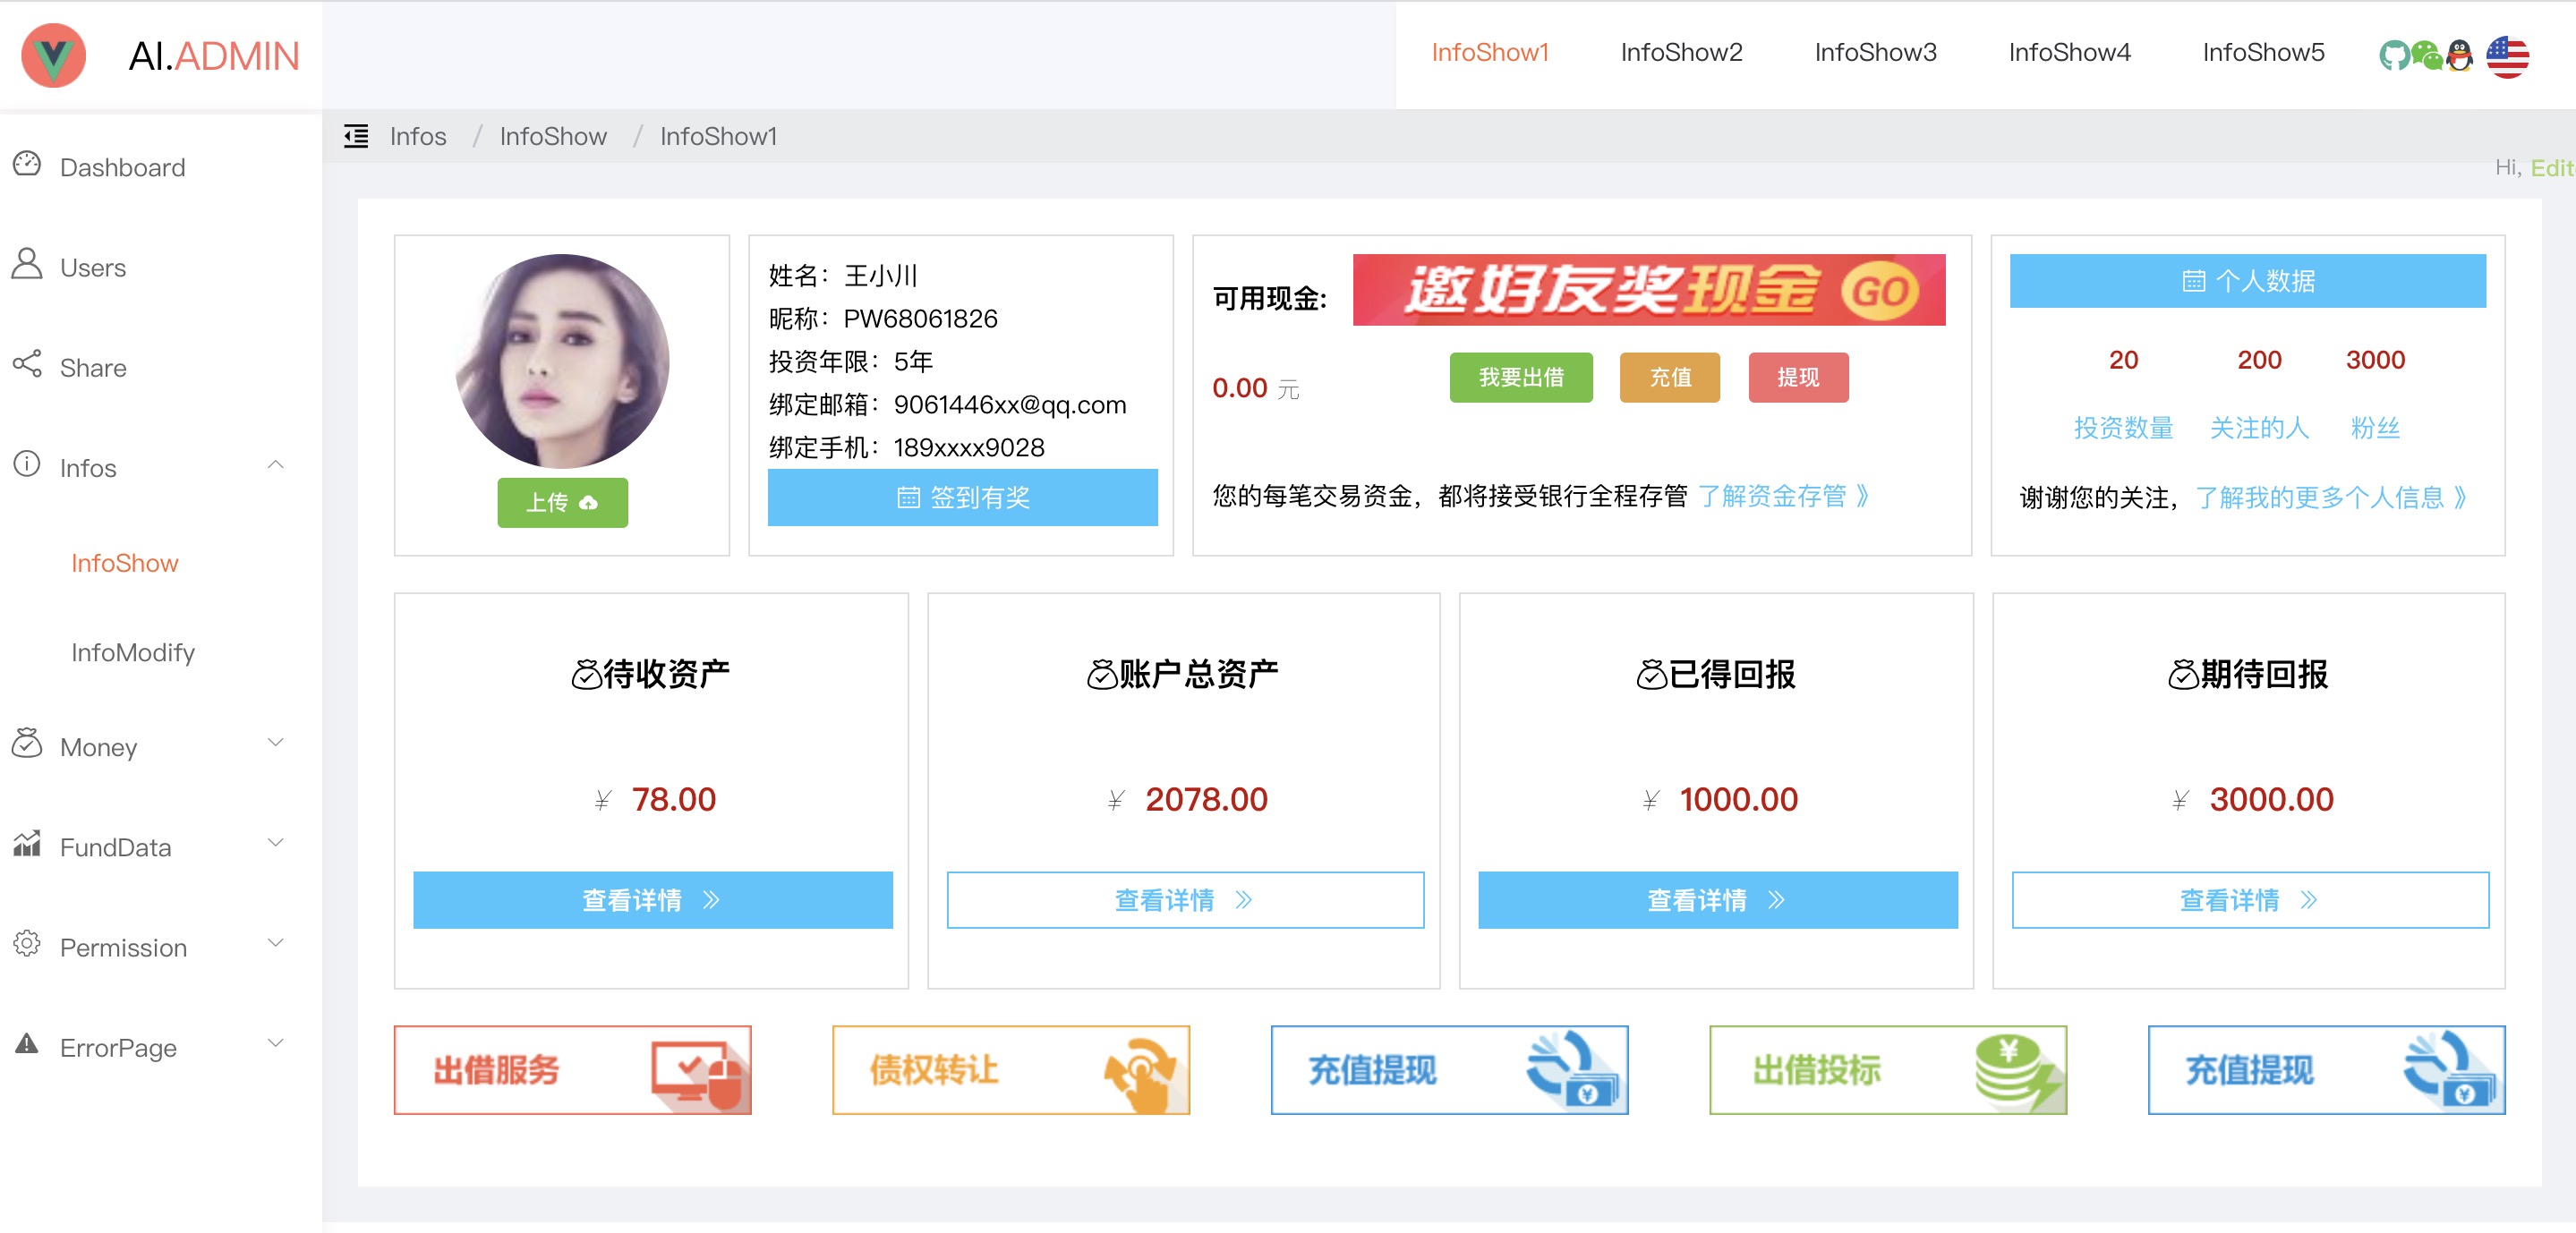 AI.ADMIN
InfoShow1 InfoShow2 InfoShow3 InfoShow4 InfoShow5
Infos / InfoShow / InfoShow1
Hi, Edit
Dashboard
Users
Share
Infos
InfoShow
InfoModify
Money
FundData
Permission
ErrorPage
上传
姓名：王小川
昵称：PW68061826
投资年限：5年
绑定邮箱：9061446xx@qq.com
绑定手机：189xxxx9028
签到有奖
可用现金:
邀好友奖现金 GO
0.00 元
我要出借 充值 提现
您的每笔交易资金，都将接受银行全程存管 了解资金存管 》
个人数据
20 200 3000
投资数量 关注的人 粉丝
谢谢您的关注，了解我的更多个人信息 》
待收资产
¥ 78.00
查看详情 »
账户总资产
¥ 2078.00
查看详情 »
已得回报
¥ 1000.00
查看详情 »
期待回报
¥ 3000.00
查看详情 »
出借服务
债权转让
充值提现
¥
出借投标
¥
充值提现
¥